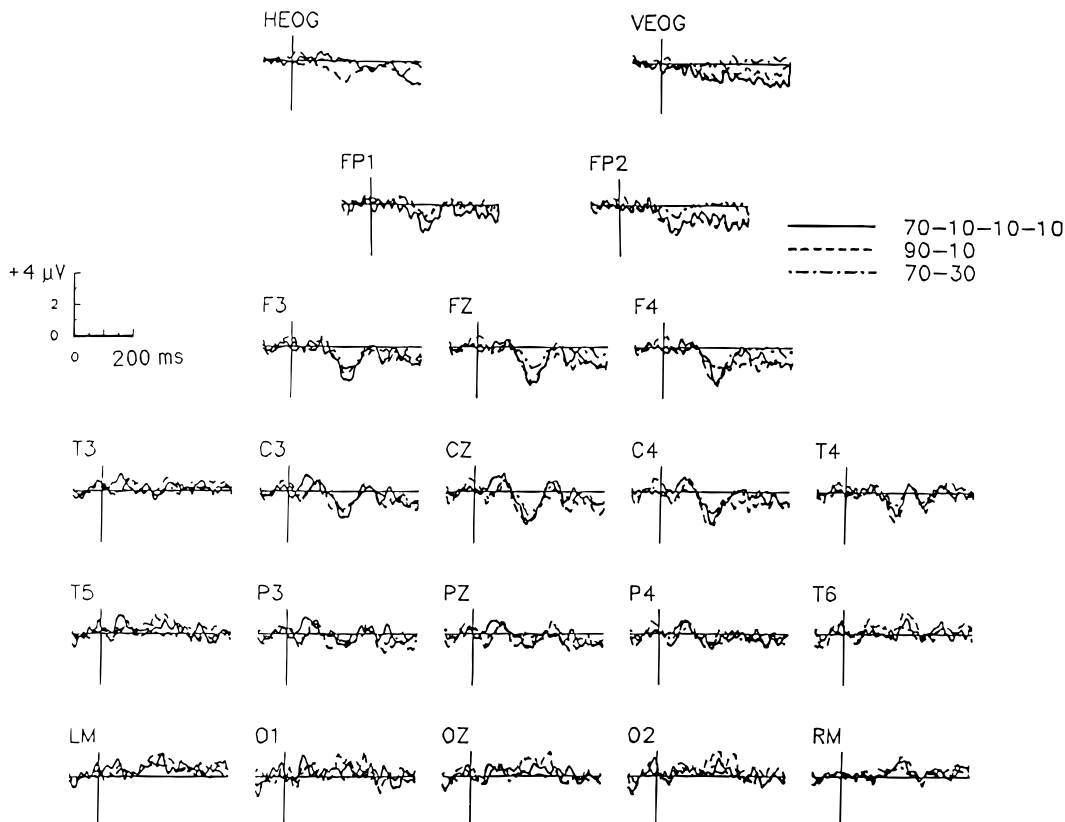 HEOG VEOG
FP1 FP2
70-10-10-10
90-10
70-30
+4 µV
2
0
0 200 ms
F3 FZ F4
T3 C3 CZ C4 T4
T5 P3 PZ P4 T6
LM O1 OZ O2 RM